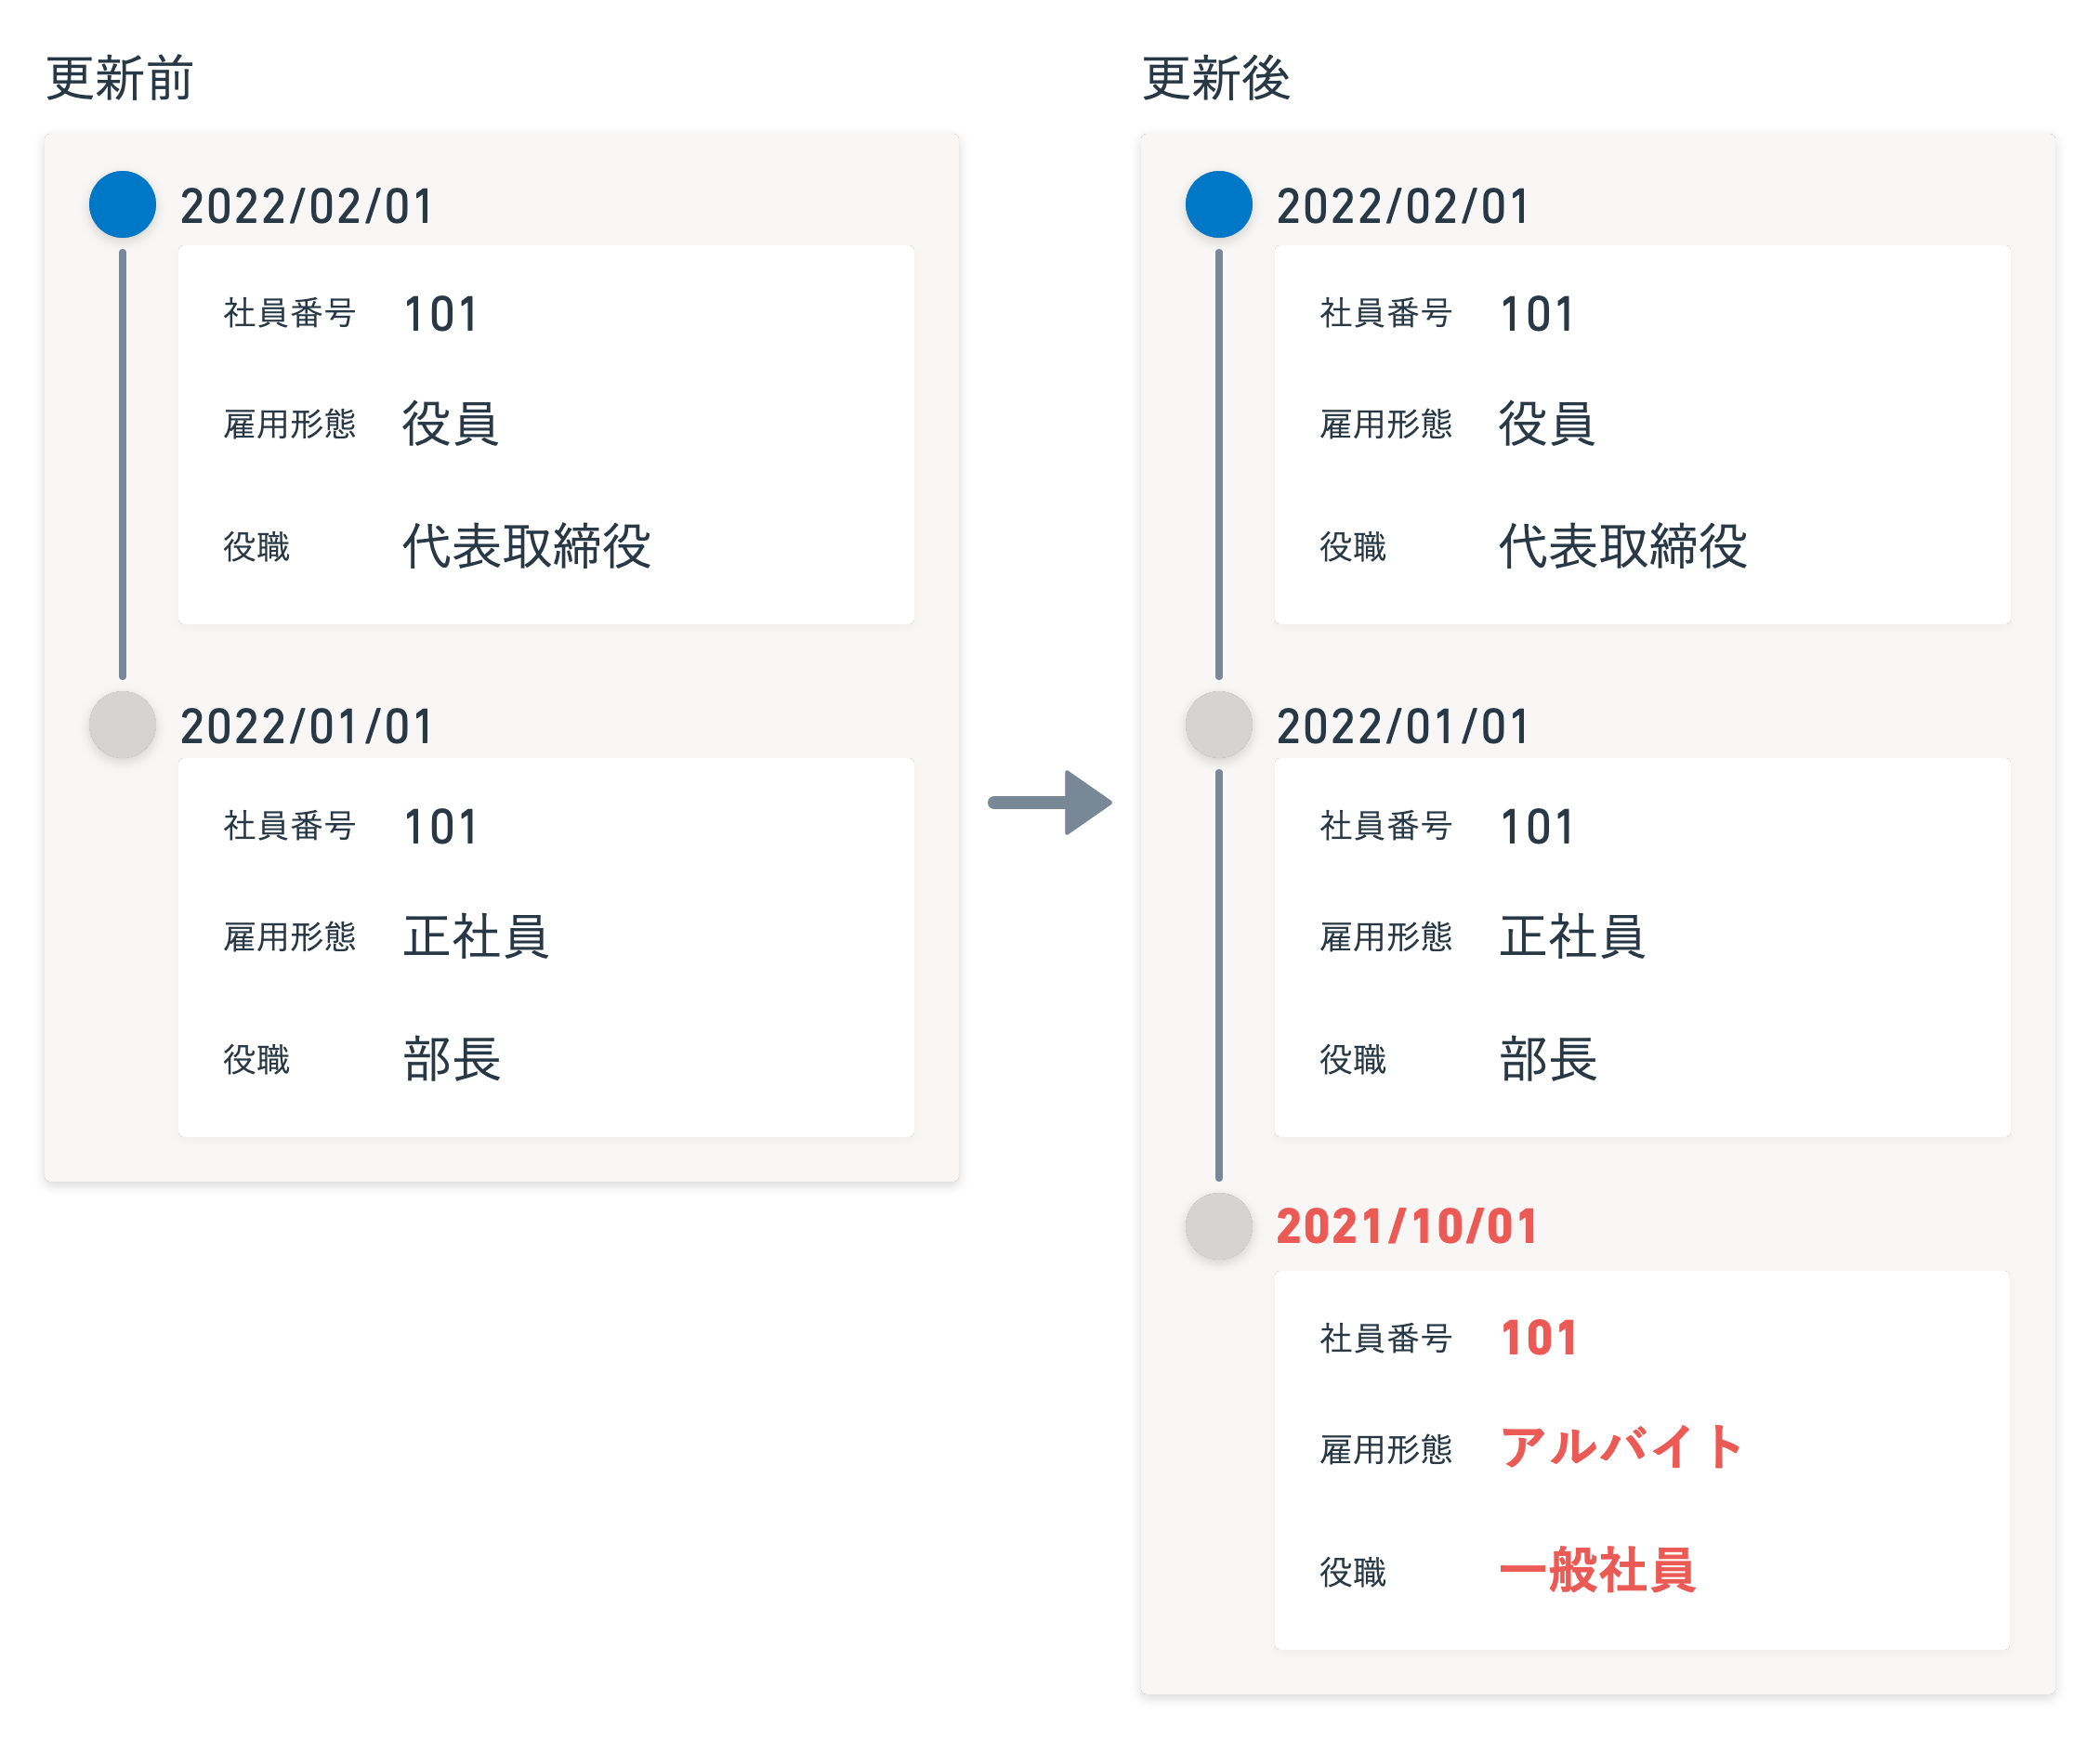 更新前
2022/02/01
社員番号 101
雇用形態 役員
役職 代表取締役
2022/01/01
社員番号 101
雇用形態 正社員
役職 部長
更新後
2022/02/01
社員番号 101
雇用形態 役員
役職 代表取締役
2022/01/01
社員番号 101
雇用形態 正社員
役職 部長
2021/10/01
社員番号 101
雇用形態 アルバイト
役職 一般社員